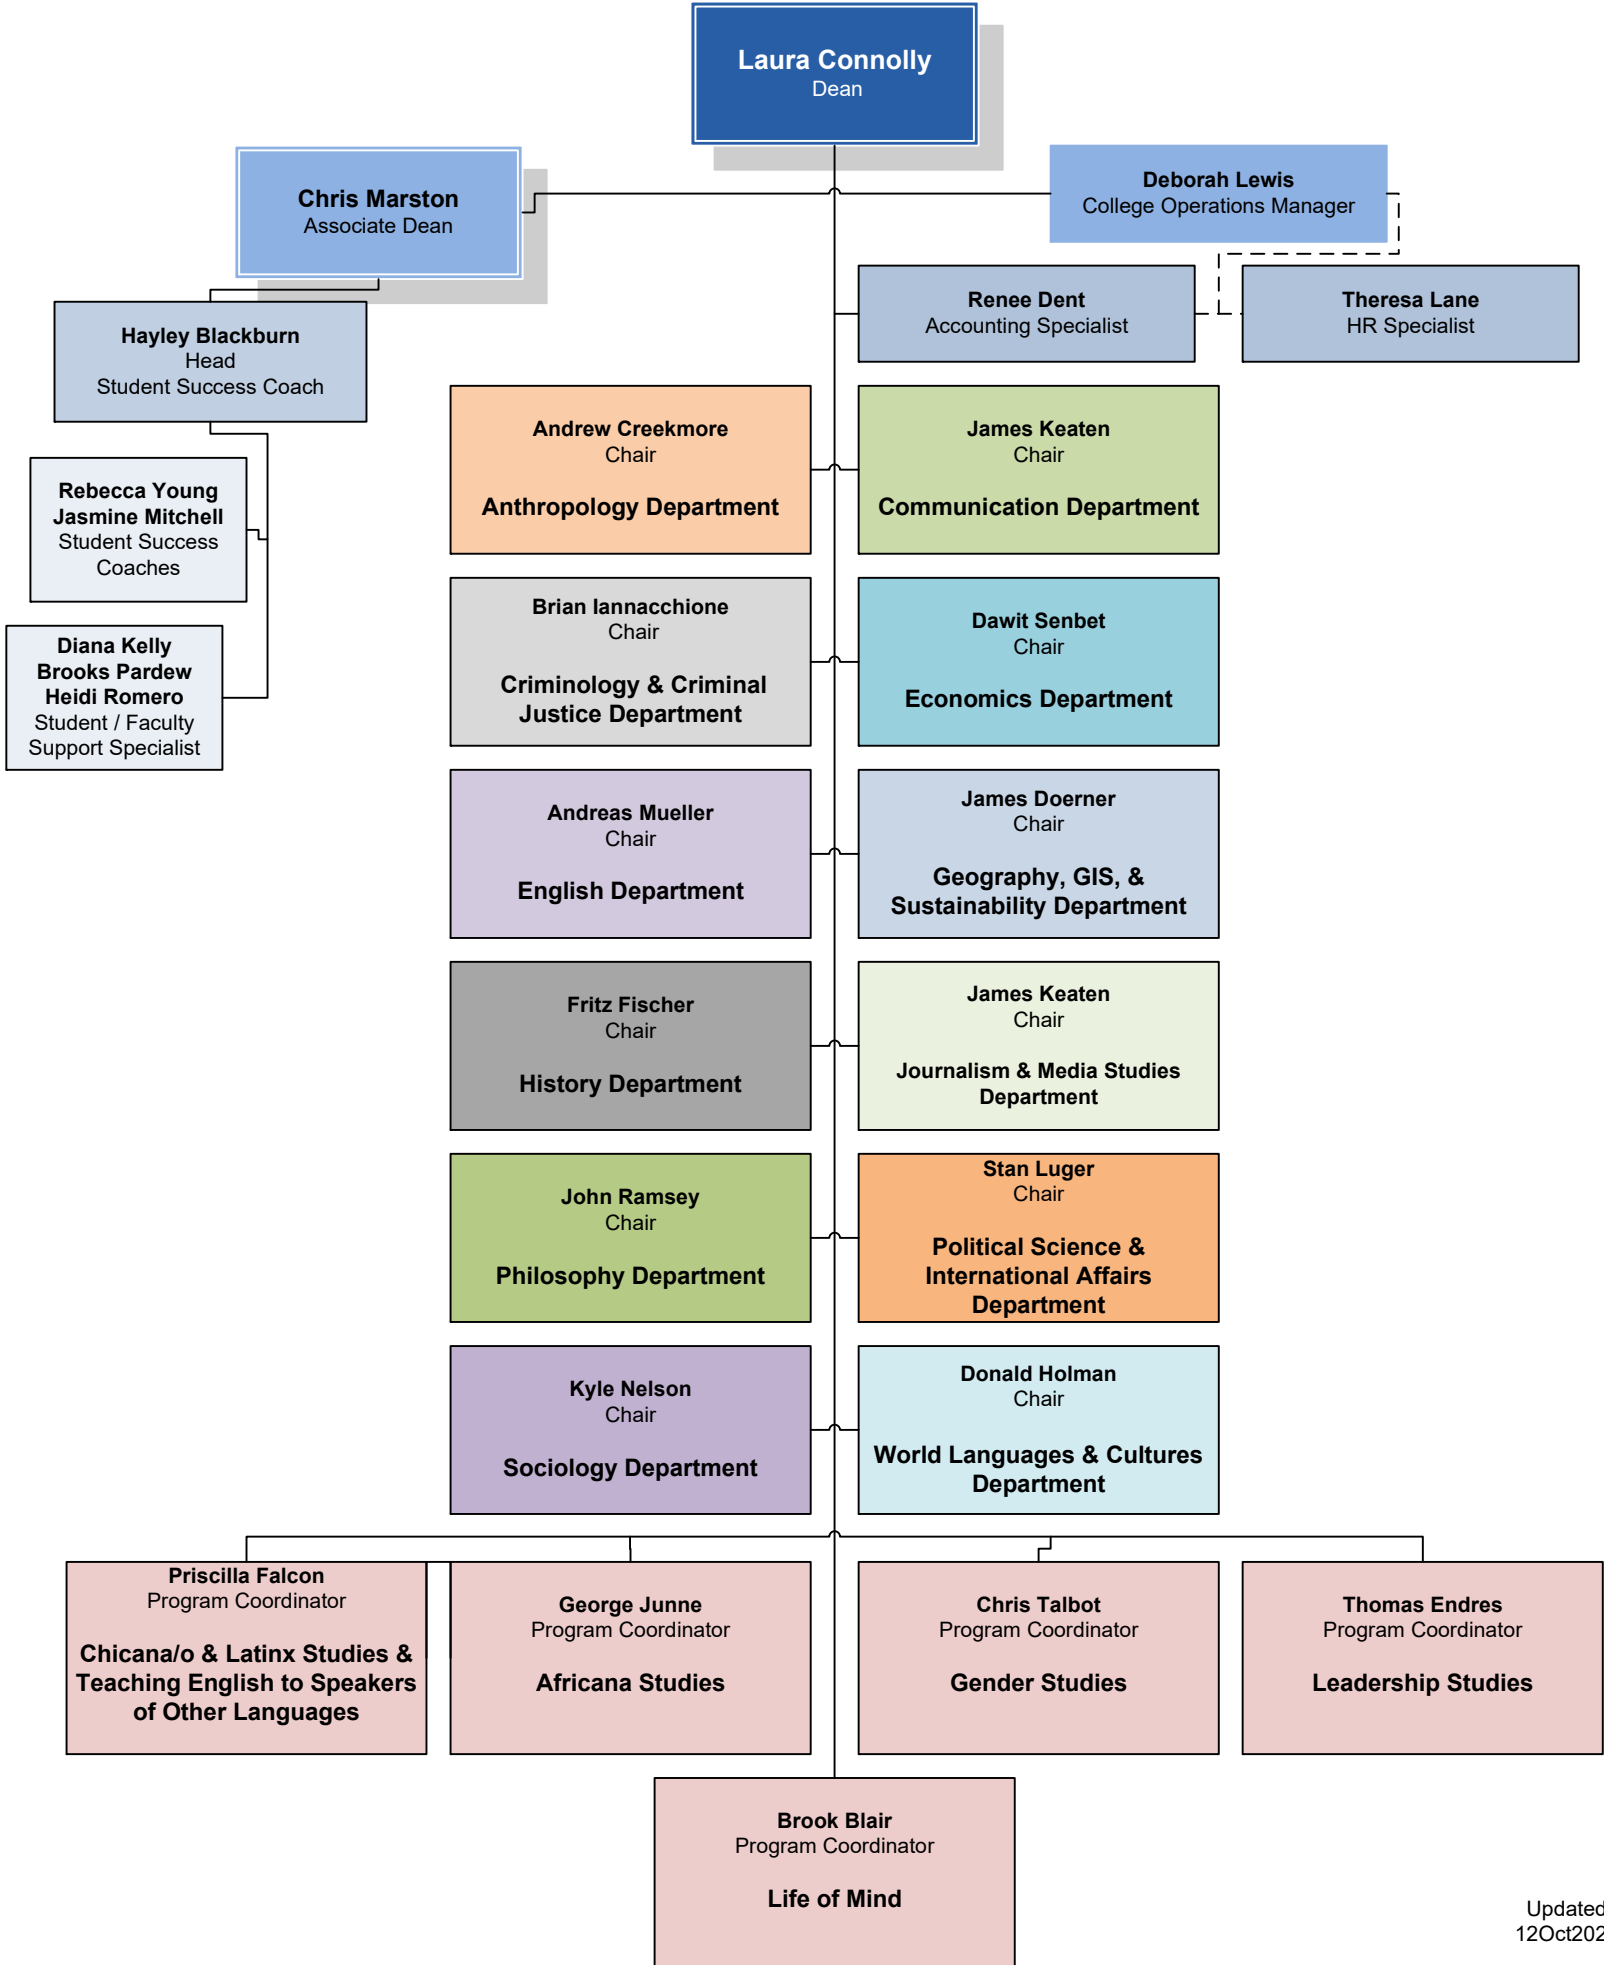 Laura Connolly
Dean
Chris Marston
Associate Dean
Deborah Lewis
College Operations Manager
Renee Dent
Accounting Specialist
Theresa Lane
HR Specialist
Hayley Blackburn
Head
Student Success Coach
Rebecca Young
Jasmine Mitchell
Student Success
Coaches
Diana Kelly
Brooks Pardew
Heidi Romero
Student / Faculty
Support Specialist
Andrew Creekmore
Chair
Anthropology Department
James Keaten
Chair
Communication Department
Brian Iannacchione
Chair
Criminology & Criminal
Justice Department
Dawit Senbet
Chair
Economics Department
Andreas Mueller
Chair
English Department
James Doerner
Chair
Geography, GIS, &
Sustainability Department
Fritz Fischer
Chair
History Department
James Keaten
Chair
Journalism & Media Studies
Department
John Ramsey
Chair
Philosophy Department
Stan Luger
Chair
Political Science &
International Affairs
Department
Kyle Nelson
Chair
Sociology Department
Donald Holman
Chair
World Languages & Cultures
Department
Priscilla Falcon
Program Coordinator
Chicana/o & Latinx Studies &
Teaching English to Speakers
of Other Languages
George Junne
Program Coordinator
Africana Studies
Chris Talbot
Program Coordinator
Gender Studies
Thomas Endres
Program Coordinator
Leadership Studies
Brook Blair
Program Coordinator
Life of Mind
Updated
12Oct202